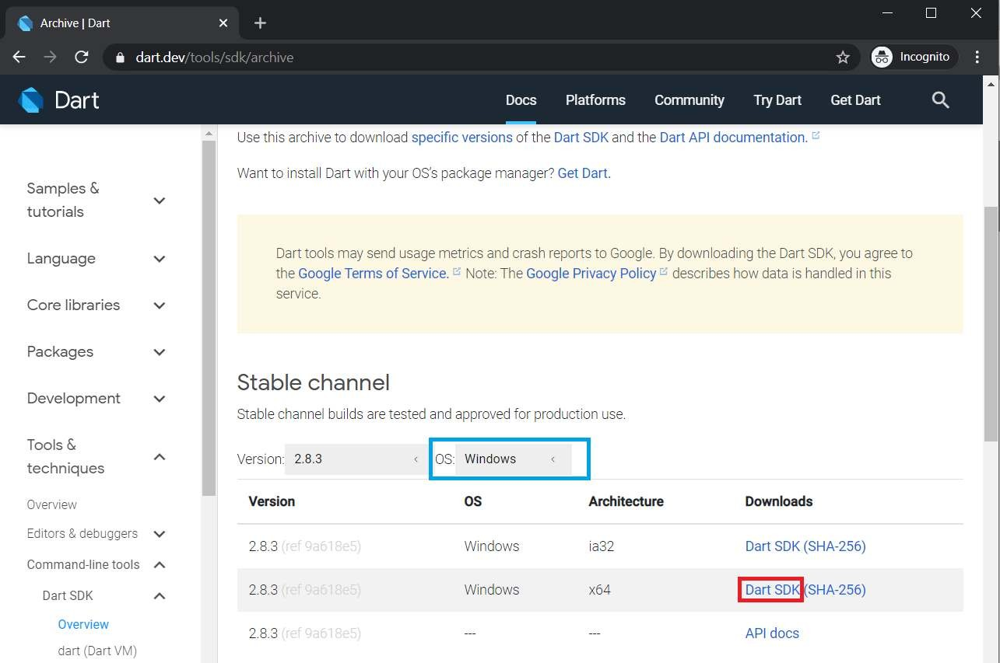 Archive | Dart
dart.dev/tools/sdk/archive
Incognito
Dart
Docs
Platforms
Community
Try Dart
Get Dart
Samples &
tutorials
Language
Core libraries
Packages
Development
Tools &
techniques
Overview
Editors & debuggers
Command-line tools
Dart SDK
Overview
dart (Dart VM)
Use this archive to download specific versions of the Dart SDK and the Dart API documentation.
Want to install Dart with your OS’s package manager? Get Dart.
Dart tools may send usage metrics and crash reports to Google. By downloading the Dart SDK, you agree to
the Google Terms of Service. Note: The Google Privacy Policy describes how data is handled in this
service.
Stable channel
Stable channel builds are tested and approved for production use.
Version: 2.8.3 OS: Windows
Version OS Architecture Downloads
2.8.3 (ref 9a618e5) Windows ia32 Dart SDK (SHA-256)
2.8.3 (ref 9a618e5) Windows x64 Dart SDK (SHA-256)
2.8.3 (ref 9a618e5) --- --- API docs